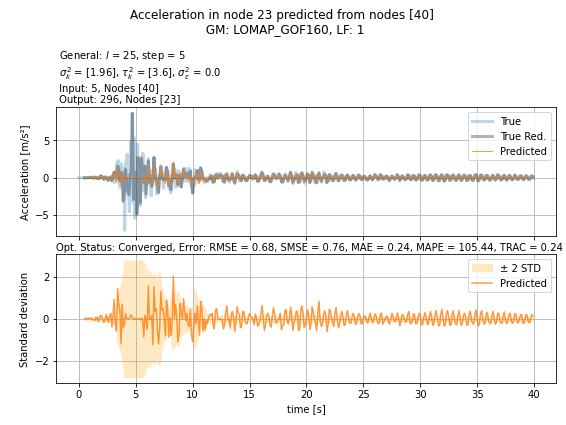 Acceleration in node 23 predicted from nodes [40]
GM: LOMAP_GOF160, LF: 1
General: l = 25, step = 5
σ²ₖ = [1.96], τ²ₖ = [3.6], σ²ε = 0.0
Input: 5, Nodes [40]
Output: 296, Nodes [23]
Acceleration [m/s²]
5
0
−5
True
True Red.
Predicted
Opt. Status: Converged, Error: RMSE = 0.68, SMSE = 0.76, MAE = 0.24, MAPE = 105.44, TRAC = 0.24
Standard deviation
2
0
−2
± 2 STD
Predicted
0 5 10 15 20 25 30 35 40
time [s]